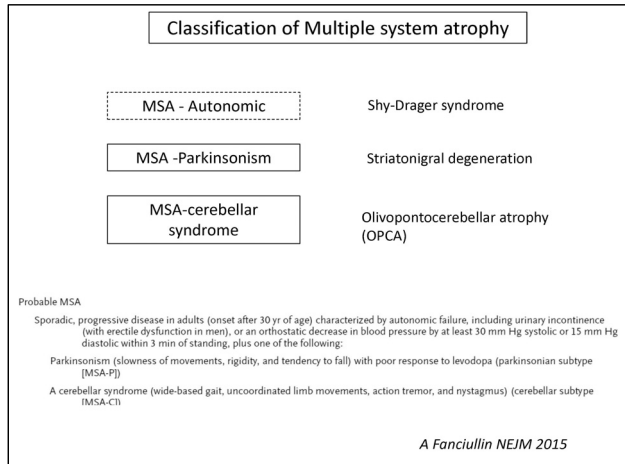 Classification of Multiple system atrophy
MSA - Autonomic
Shy-Drager syndrome
MSA -Parkinsonism
Striatonigral degeneration
MSA-cerebellar
syndrome
Olivopontocerebellar atrophy
(OPCA)
Probable MSA
Sporadic, progressive disease in adults (onset after 30 yr of age) characterized by autonomic failure, including urinary incontinence
(with erectile dysfunction in men), or an orthostatic decrease in blood pressure by at least 30 mm Hg systolic or 15 mm Hg
diastolic within 3 min of standing, plus one of the following:
Parkinsonism (slowness of movements, rigidity, and tendency to fall) with poor response to levodopa (parkinsonian subtype
[MSA-P])
A cerebellar syndrome (wide-based gait, uncoordinated limb movements, action tremor, and nystagmus) (cerebellar subtype
[MSA-C])
A Fanciullin NEJM 2015